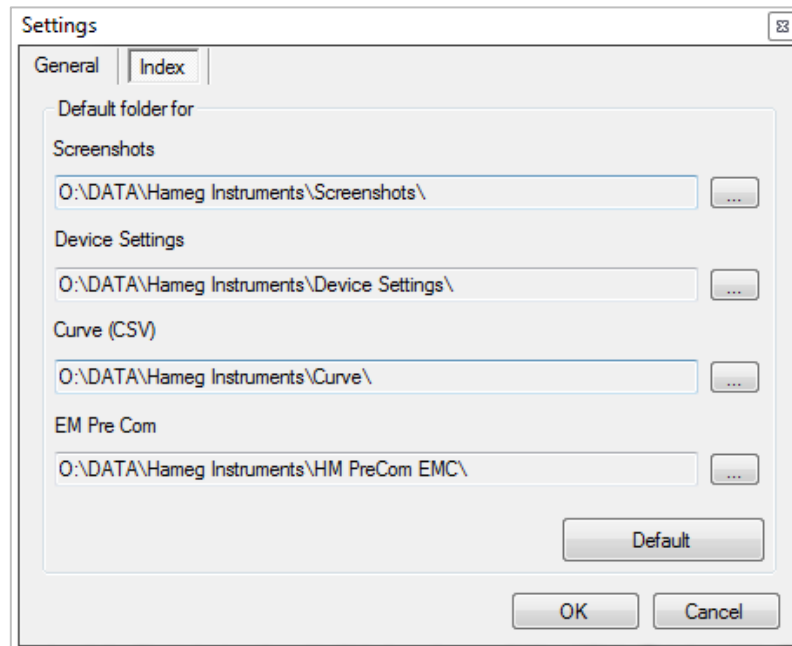 Settings
General
Index
Default folder for
Screenshots
O:\DATA\Hameg Instruments\Screenshots\
...
Device Settings
O:\DATA\Hameg Instruments\Device Settings\
...
Curve (CSV)
O:\DATA\Hameg Instruments\Curve\
...
EM Pre Com
O:\DATA\Hameg Instruments\HM PreCom EMC\
...
Default
OK
Cancel